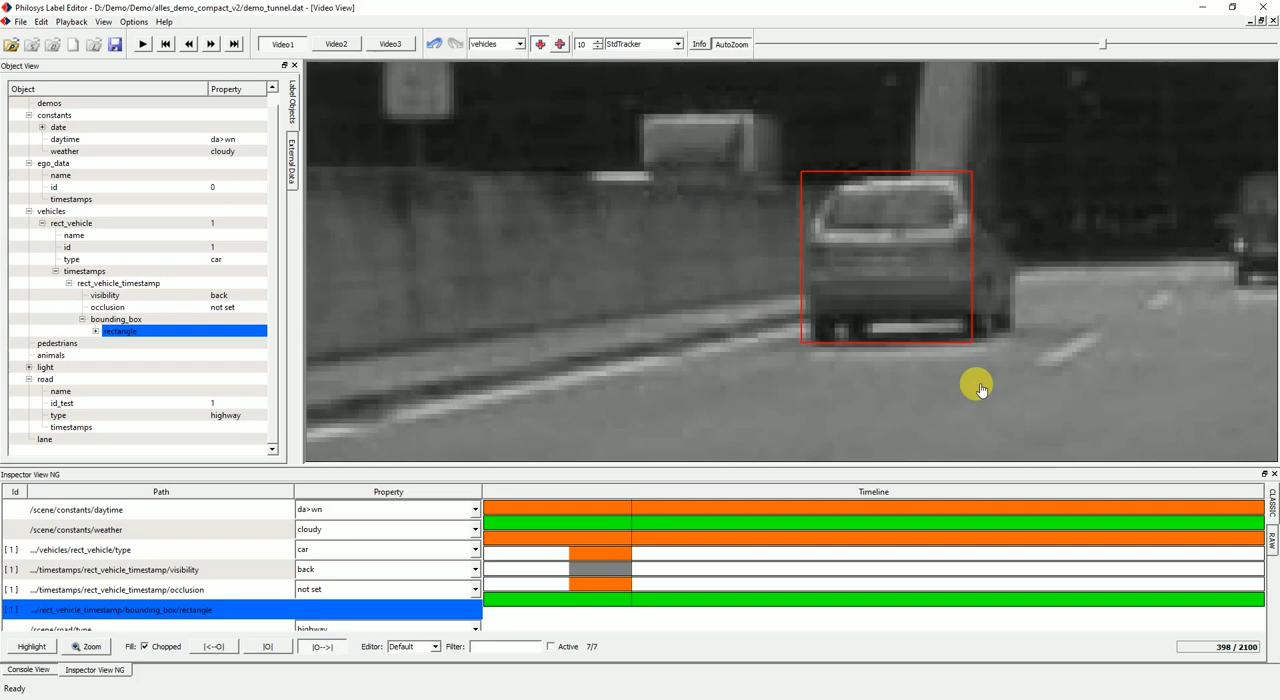 Philosys Label Editor - D:/Demo/Demo/alles_demo_compact_v2/demo_tunnel.dat - [Video View]
File Edit Playback View Options Help
Video1 Video2 Video3 vehicles 10 StdTracker Info AutoZoom
Object View
Object Property
demos
constants
date
daytime da>wn
weather cloudy
ego_data
name
id 0
timestamps
vehicles
rect_vehicle 1
name
id 1
type car
timestamps
rect_vehicle_timestamp
visibility back
occlusion not set
bounding_box
rectangle
pedestrians
animals
light
road
name
id_test 1
type highway
timestamps
lane
Label Objects
External Data
Inspector View NG
Id Path Property Timeline
/scene/constants/daytime da>wn
/scene/constants/weather cloudy
[ 1 ] .../vehicles/rect_vehicle/type car
[ 1 ] .../timestamps/rect_vehicle_timestamp/visibility back
[ 1 ] .../timestamps/rect_vehicle_timestamp/occlusion not set
[ 1 ] .../rect_vehicle_timestamp/bounding_box/rectangle
/scene/road/type highway
CLASSIC
RAW
Highlight Zoom Fill: Chopped |<--O| |O| |O-->| Editor: Default Filter: Active 7/7 398 / 2100
Console View Inspector View NG
Ready